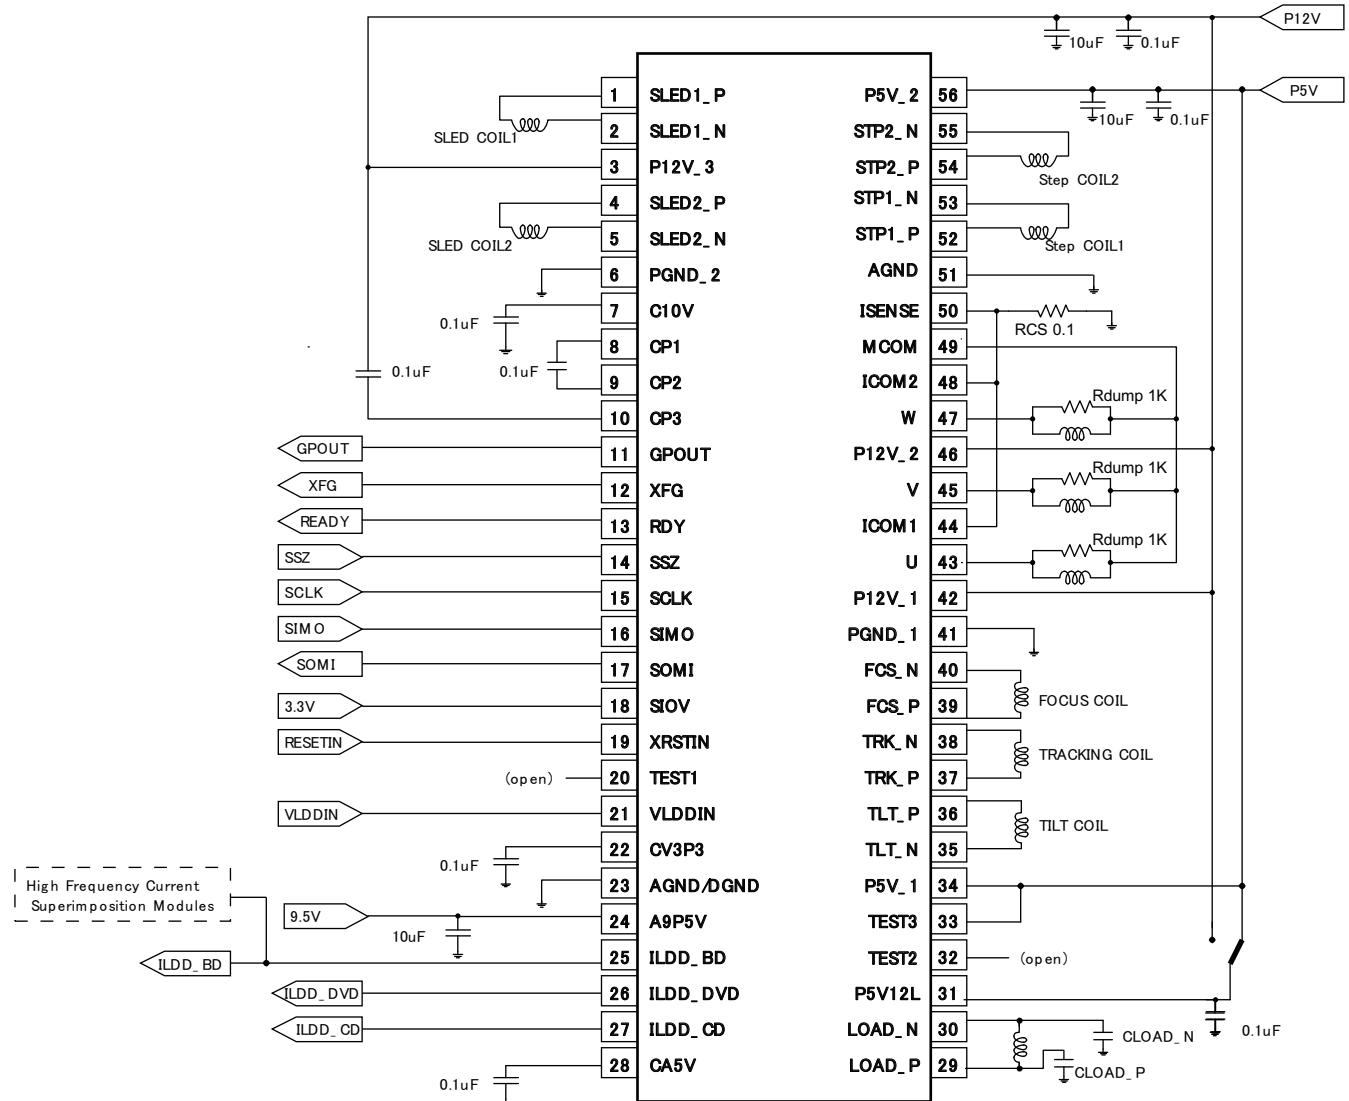 P12V
10uF
0.1uF
P5V
10uF
0.1uF
1 SLED1_P
2 SLED1_N
SLED COIL1
3 P12V_3
4 SLED2_P
5 SLED2_N
SLED COIL2
6 PGND_2
7 C10V
0.1uF
8 CP1
9 CP2
0.1uF
0.1uF
10 CP3
GPOUT
11 GPOUT
XFG
12 XFG
READY
13 RDY
SSZ
14 SSZ
SCLK
15 SCLK
SIMO
16 SIMO
SOMI
17 SOMI
3.3V
18 SIOV
RESETIN
19 XRSTIN
(open)
20 TEST1
VLDDIN
21 VLDDIN
22 CV3P3
0.1uF
23 AGND/DGND
High Frequency Current
Superimposition Modules
9.5V
24 A9P5V
10uF
ILDD_BD
25 ILDD_BD
ILDD_DVD
26 ILDD_DVD
ILDD_CD
27 ILDD_CD
28 CA5V
0.1uF
P5V_2 56
STP2_N 55
STP2_P 54
Step COIL2
STP1_N 53
STP1_P 52
Step COIL1
AGND 51
ISENSE 50
RCS 0.1
MCOM 49
ICOM2 48
Rdump 1K
W 47
P12V_2 46
Rdump 1K
V 45
ICOM1 44
Rdump 1K
U 43
P12V_1 42
PGND_1 41
FCS_N 40
FCS_P 39
FOCUS COIL
TRK_N 38
TRK_P 37
TRACKING COIL
TLT_P 36
TLT_N 35
TILT COIL
P5V_1 34
TEST3 33
TEST2 32
(open)
P5V12L 31
0.1uF
LOAD_N 30
CLOAD_N
LOAD_P 29
CLOAD_P